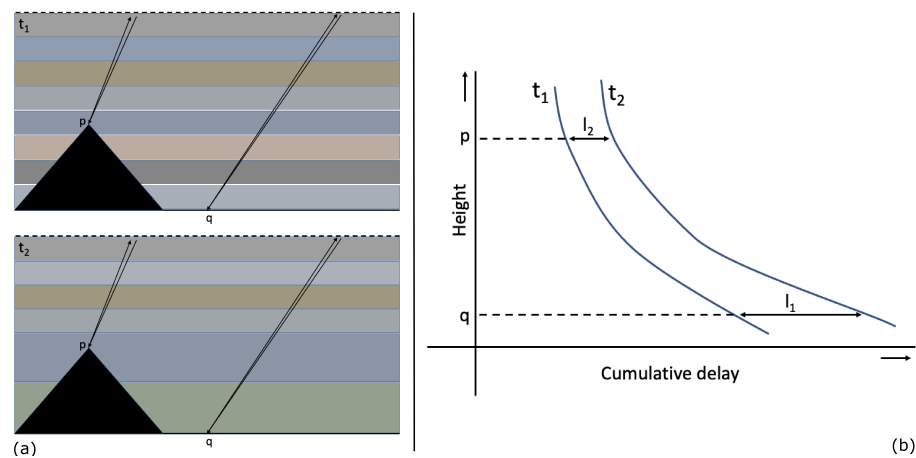 t1
p
q
t2
p
q
(a)
t1
t2
l2
p
Height
q
l1
Cumulative delay
(b)